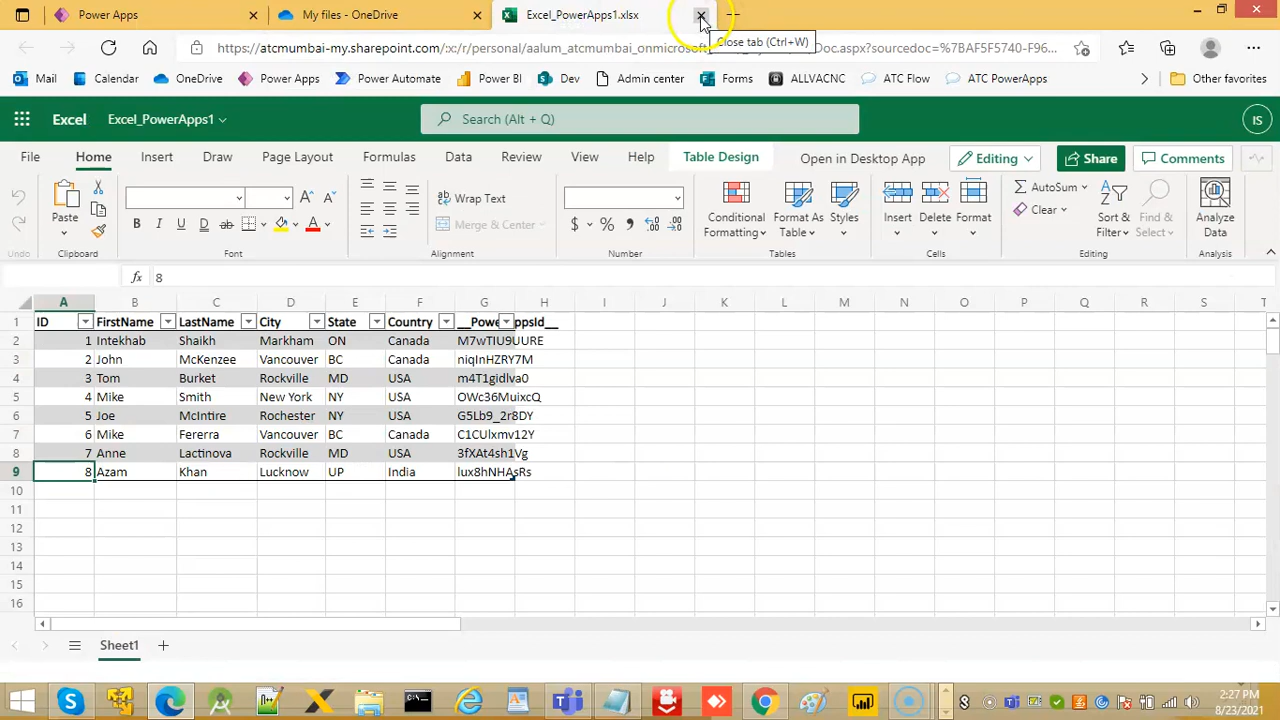 Power Apps
My files - OneDrive
Excel_PowerApps1.xlsx
Close tab (Ctrl+W)
https://atcmumbai-my.sharepoint.com/:x:/r/personal/aalum_atcmumbai_onmicrosof Doc.aspx?sourcedoc=%7BAF5F5740-F96...
Mail
Calendar
OneDrive
Power Apps
Power Automate
Power BI
Dev
Admin center
Forms
ALLVACNC
ATC Flow
ATC PowerApps
Other favorites
Excel
Excel_PowerApps1
Search (Alt + Q)
IS
File
Home
Insert
Draw
Page Layout
Formulas
Data
Review
View
Help
Table Design
Open in Desktop App
Editing
Share
Comments
Undo
Paste
Clipboard
B I U D ab
Font
Wrap Text
Merge & Center
Alignment
$ % ,
Number
Conditional Formatting
Format As Table
Styles
Tables
Insert
Delete
Format
Cells
AutoSum
Clear
Sort & Filter
Find & Select
Editing
Analyze Data
Analysis
fx 8
A B C D E F G H I J K L M N O P Q R S T
1 ID FirstName LastName City State Country __Powe ppsId__
2 1 Intekhab Shaikh Markham ON Canada M7wTIU9UURE
3 2 John McKenzee Vancouver BC Canada niqInHZRY7M
4 3 Tom Burket Rockville MD USA m4T1gidlva0
5 4 Mike Smith New York NY USA OWc36MuixcQ
6 5 Joe McIntire Rochester NY USA G5Lb9_2r8DY
7 6 Mike Fererra Vancouver BC Canada C1CUlxmv12Y
8 7 Anne Lactinova Rockville MD USA 3fXAt4sh1Vg
9 8 Azam Khan Lucknow UP India lux8hNHAsRs
10
11
12
13
14
15
16
Sheet1
2:27 PM
8/23/2021